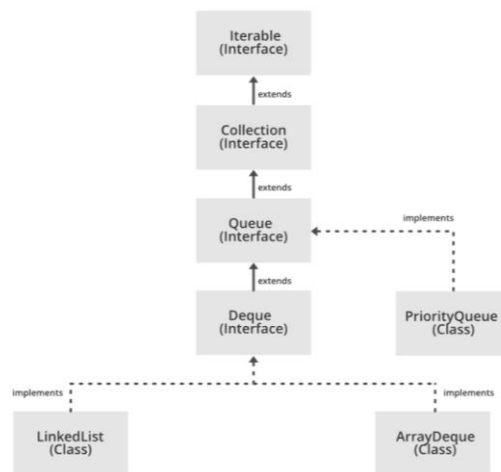 Iterable
(Interface)
extends
Collection
(Interface)
extends
Queue
(Interface)
implements
extends
Deque
(Interface)
PriorityQueue
(Class)
implements
implements
LinkedList
(Class)
ArrayDeque
(Class)